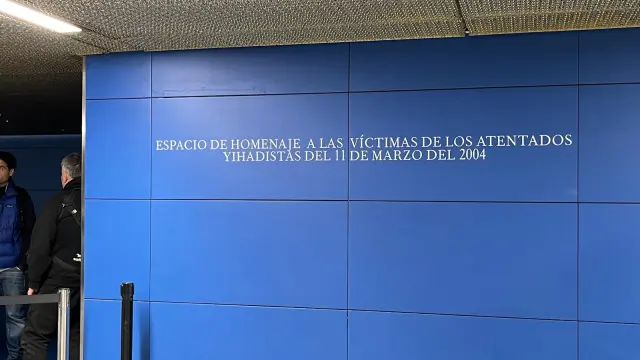 ESPACIO DE HOMENAJE A LAS VÍCTIMAS DE LOS ATENTADOS
YIHADISTAS DEL 11 DE MARZO DEL 2004